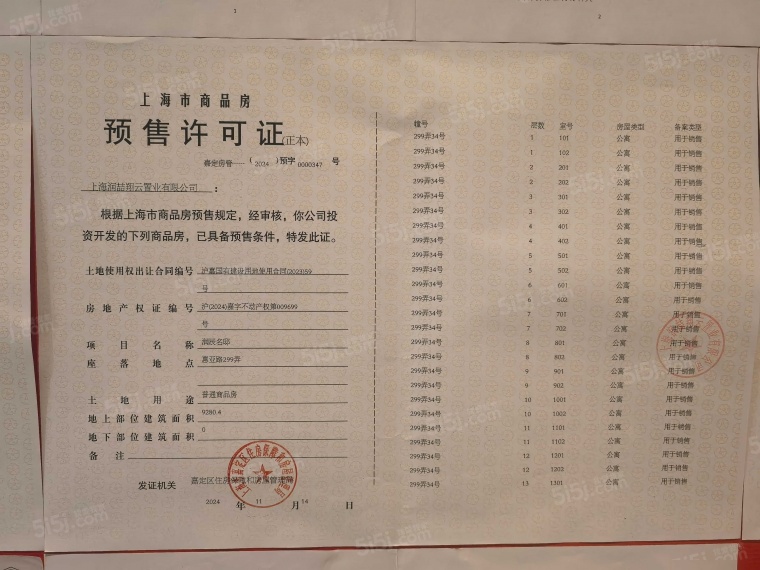 上海市商品房
预售许可证(正本)
嘉定房管 (2024)预字0000347 号
上海润喆翔云置业有限公司 :
根据上海市商品房预售规定，经审核，你公司投
资开发的下列商品房，已具备预售条件，特发此证。
土地使用权出让合同编号 沪嘉国有建设用地使用合同(2023)59
号
房地产权证编号 沪(2024)嘉字不动产权第009699
号
项目名称 润辰名邸
座落地点 嘉亚路299弄
土地用途 普通商品房
地上部位建筑面积 9280.4
地下部位建筑面积 0
备注
发证机关 嘉定区住房保障和房屋管理局
2024 年 11 月 14 日
幢号 层数 室号 房屋类型 备案类型
299弄34号 1 101 公寓 用于销售
299弄34号 1 102 公寓 用于销售
299弄34号 2 201 公寓 用于销售
299弄34号 2 202 公寓 用于销售
299弄34号 3 301 公寓 用于销售
299弄34号 3 302 公寓 用于销售
299弄34号 4 401 公寓 用于销售
299弄34号 4 402 公寓 用于销售
299弄34号 5 501 公寓 用于销售
299弄34号 5 502 公寓 用于销售
299弄34号 6 601 公寓 用于销售
299弄34号 6 602 公寓 用于销售
299弄34号 7 701 公寓 用于销售
299弄34号 7 702 公寓 用于销售
299弄34号 8 801 公寓 用于销售
299弄34号 8 802 公寓 用于销售
299弄34号 9 901 公寓 用于销售
299弄34号 9 902 公寓 用于销售
299弄34号 10 1001 公寓 用于销售
299弄34号 10 1002 公寓 用于销售
299弄34号 11 1101 公寓 用于销售
299弄34号 11 1102 公寓 用于销售
299弄34号 12 1201 公寓 用于销售
299弄34号 12 1202 公寓 用于销售
299弄34号 13 1301 公寓 用于销售